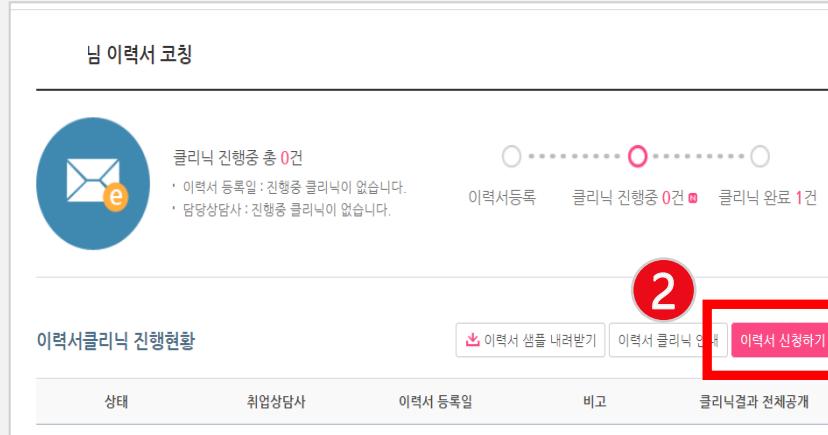 님 이력서 코칭
클리닉 진행중 총 0건
· 이력서 등록일 : 진행중 클리닉이 없습니다.
· 담당상담사 : 진행중 클리닉이 없습니다.
e
이력서등록 클리닉 진행중 0건 N 클리닉 완료 1건
2
이력서클리닉 진행현황 이력서 샘플 내려받기 이력서 클리닉 안내 이력서 신청하기
상태 취업상담사 이력서 등록일 비고 클리닉결과 전체공개